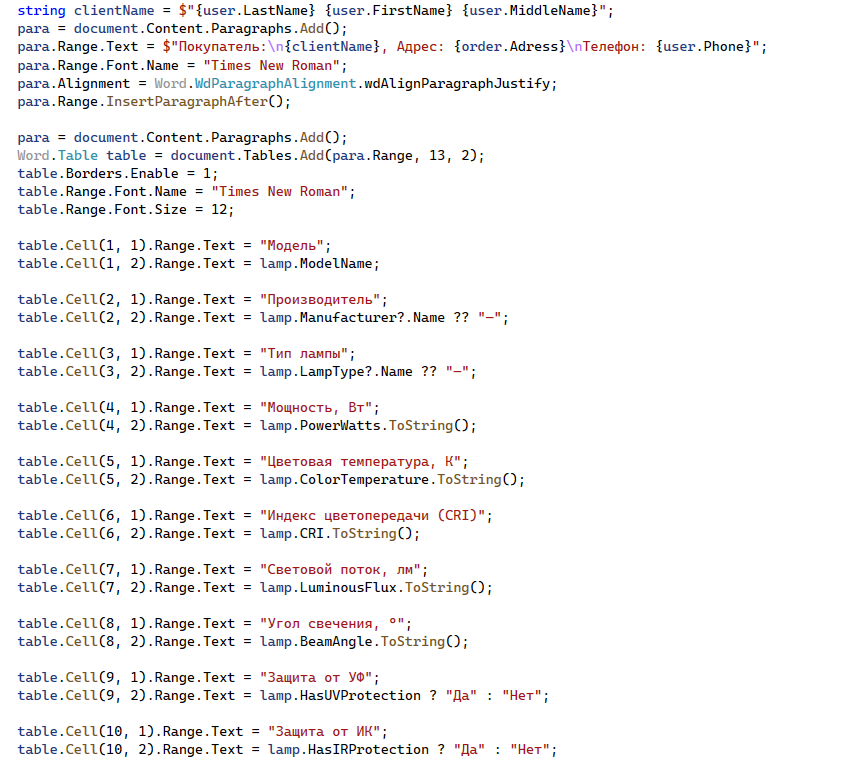 string clientName = $"{user.LastName} {user.FirstName} {user.MiddleName}";
para = document.Content.Paragraphs.Add();
para.Range.Text = $"Покупатель:\n{clientName}, Адрес: {order.Adress}\nТелефон: {user.Phone}";
para.Range.Font.Name = "Times New Roman";
para.Alignment = Word.WdParagraphAlignment.wdAlignParagraphJustify;
para.Range.InsertParagraphAfter();
para = document.Content.Paragraphs.Add();
Word.Table table = document.Tables.Add(para.Range, 13, 2);
table.Borders.Enable = 1;
table.Range.Font.Name = "Times New Roman";
table.Range.Font.Size = 12;
table.Cell(1, 1).Range.Text = "Модель";
table.Cell(1, 2).Range.Text = lamp.ModelName;
table.Cell(2, 1).Range.Text = "Производитель";
table.Cell(2, 2).Range.Text = lamp.Manufacturer?.Name ?? "—";
table.Cell(3, 1).Range.Text = "Тип лампы";
table.Cell(3, 2).Range.Text = lamp.LampType?.Name ?? "—";
table.Cell(4, 1).Range.Text = "Мощность, Вт";
table.Cell(4, 2).Range.Text = lamp.PowerWatts.ToString();
table.Cell(5, 1).Range.Text = "Цветовая температура, К";
table.Cell(5, 2).Range.Text = lamp.ColorTemperature.ToString();
table.Cell(6, 1).Range.Text = "Индекс цветопередачи (CRI)";
table.Cell(6, 2).Range.Text = lamp.CRI.ToString();
table.Cell(7, 1).Range.Text = "Световой поток, лм";
table.Cell(7, 2).Range.Text = lamp.LuminousFlux.ToString();
table.Cell(8, 1).Range.Text = "Угол свечения, °";
table.Cell(8, 2).Range.Text = lamp.BeamAngle.ToString();
table.Cell(9, 1).Range.Text = "Защита от УФ";
table.Cell(9, 2).Range.Text = lamp.HasUVProtection ? "Да" : "Нет";
table.Cell(10, 1).Range.Text = "Защита от ИК";
table.Cell(10, 2).Range.Text = lamp.HasIRProtection ? "Да" : "Нет";